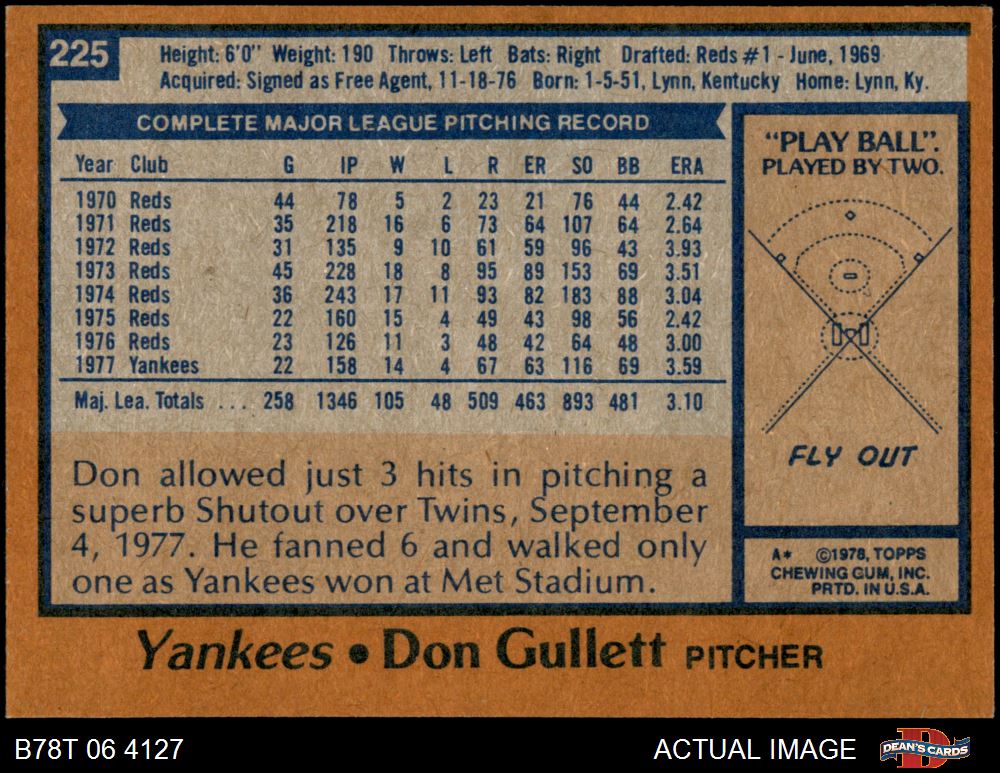 225
Height: 6'0" Weight: 190 Throws: Left Bats: Right Drafted: Reds #1 - June, 1969
Acquired: Signed as Free Agent, 11-18-76 Born: 1-5-51, Lynn, Kentucky Home: Lynn, Ky.
COMPLETE MAJOR LEAGUE PITCHING RECORD
Year Club G IP W L R ER SO BB ERA
1970 Reds 44 78 5 2 23 21 76 44 2.42
1971 Reds 35 218 16 6 73 64 107 64 2.64
1972 Reds 31 135 9 10 61 59 96 43 3.93
1973 Reds 45 228 18 8 95 89 153 69 3.51
1974 Reds 36 243 17 11 93 82 183 88 3.04
1975 Reds 22 160 15 4 49 43 98 56 2.42
1976 Reds 23 126 11 3 48 42 64 48 3.00
1977 Yankees 22 158 14 4 67 63 116 69 3.59
Maj. Lea. Totals .... 258 1346 105 48 509 463 893 481 3.10
Don allowed just 3 hits in pitching a
superb Shutout over Twins, September
4, 1977. He fanned 6 and walked only
one as Yankees won at Met Stadium.
"PLAY BALL".
PLAYED BY TWO.
FLY OUT
A* ©1978, TOPPS
CHEWING GUM, INC.
PRTD. IN U.S.A.
Yankees • Don Gullett PITCHER
B78T 06 4127
ACTUAL IMAGE
DEAN'S CARDS